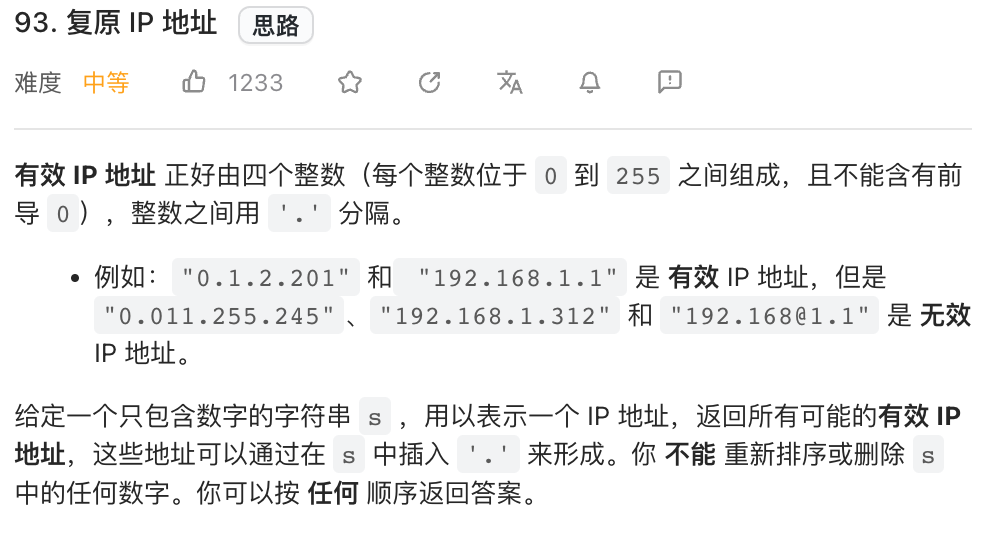 93. 复原 IP 地址 思路
难度 中等 1233
有效 IP 地址 正好由四个整数（每个整数位于 0 到 255 之间组成，且不能含有前
导 0），整数之间用 '.' 分隔。
• 例如："0.1.2.201" 和 "192.168.1.1" 是 有效 IP 地址，但是
"0.011.255.245"、"192.168.1.312" 和 "192.168@1.1" 是 无效
IP 地址。
给定一个只包含数字的字符串 s ，用以表示一个 IP 地址，返回所有可能的有效 IP
地址，这些地址可以通过在 s 中插入 '.' 来形成。你 不能 重新排序或删除 s
中的任何数字。你可以按 任何 顺序返回答案。